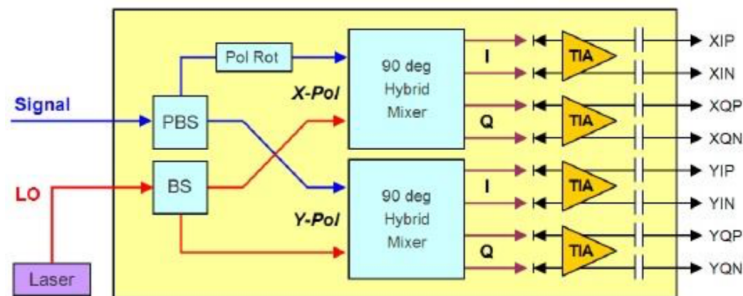 Signal
LO
Laser
PBS
BS
Pol Rot
X-Pol
Y-Pol
90 deg
Hybrid
Mixer
90 deg
Hybrid
Mixer
I
Q
I
Q
TIA
TIA
TIA
TIA
XIP
XIN
XQP
XQN
YIP
YIN
YQP
YQN